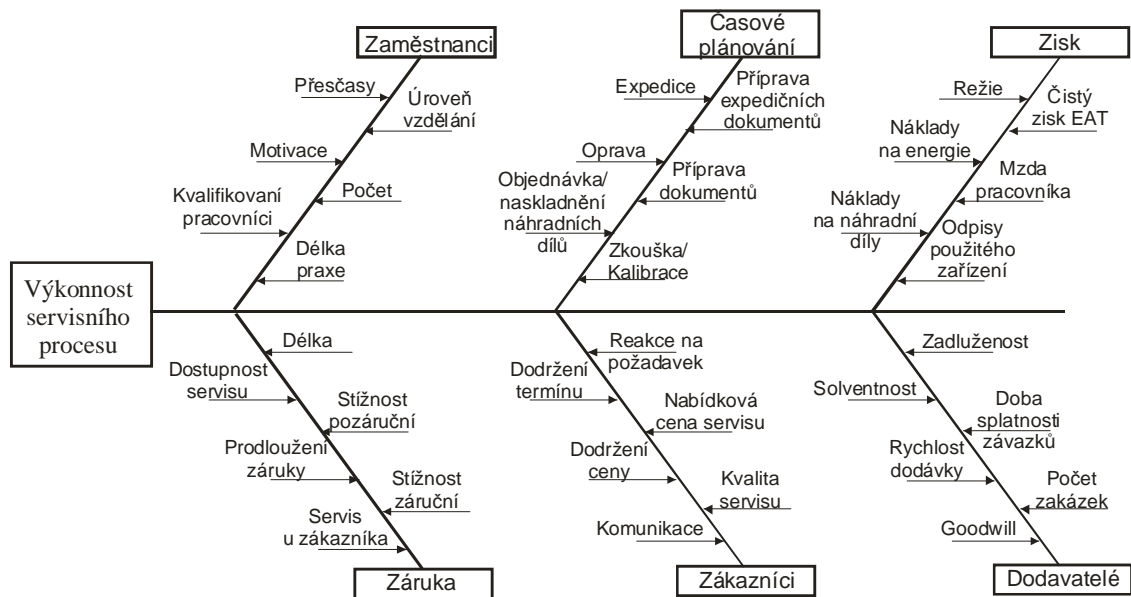 Zaměstnanci
Přesčasy
Úroveň
vzdělání
Motivace
Počet
Kvalifikovaní
pracovníci
Délka
praxe
Časové
plánování
Expedice
Příprava
expedičních
dokumentů
Oprava
Příprava
dokumentů
Objednávka/
naskladnění
náhradních
dílů
Zkouška/
Kalibrace
Zisk
Režie
Čistý
zisk EAT
Náklady
na energie
Mzda
pracovníka
Náklady
na náhradní
díly
Odpisy
použitého
zařízení
Výkonnost
servisního
procesu
Délka
Dostupnost
servisu
Stížnost
pozáruční
Prodloužení
záruky
Stížnost
záruční
Servis
u zákazníka
Záruka
Reakce na
požadavek
Dodržení
termínu
Nabídková
cena servisu
Dodržení
ceny
Kvalita
servisu
Komunikace
Zákazníci
Zadluženost
Solventnost
Doba
splatnosti
závazků
Rychlost
dodávky
Počet
zakázek
Goodwill
Dodavatelé